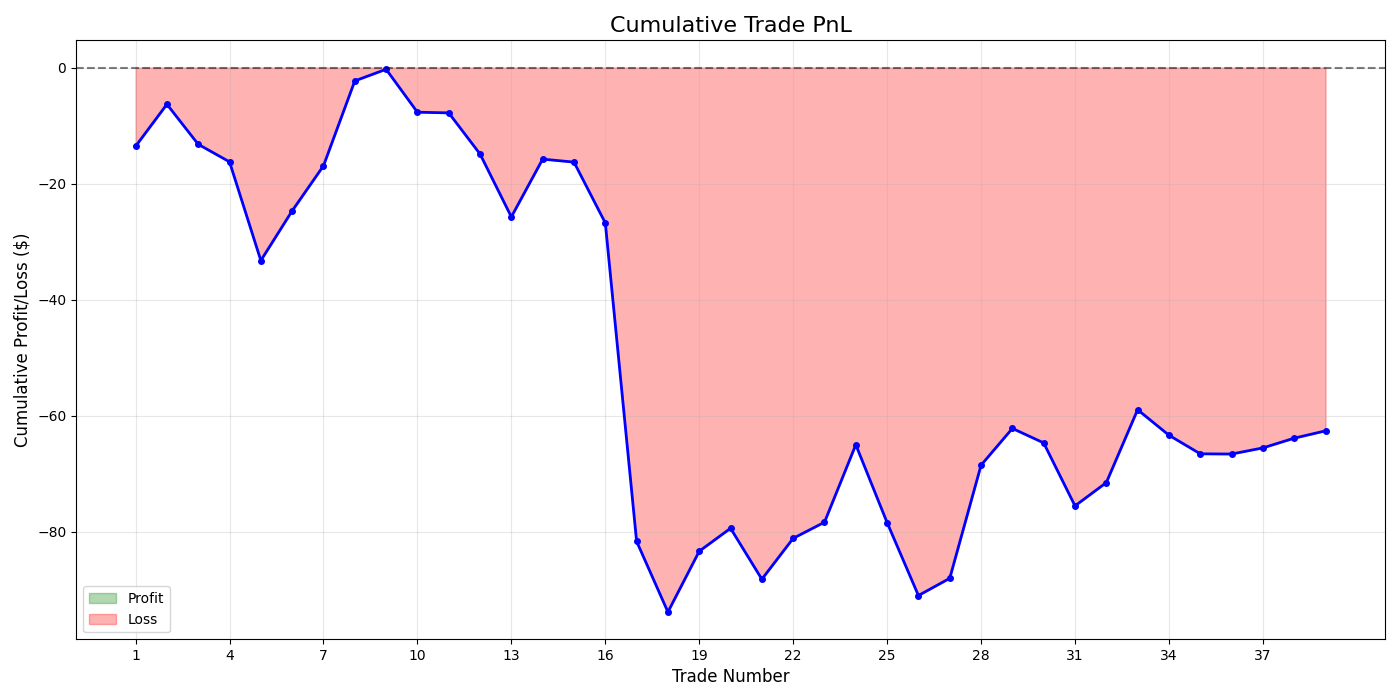 Cumulative Trade PnL
Cumulative Profit/Loss ($)
0
−20
−40
−60
−80
Profit
Loss
1 4 7 10 13 16 19 22 25 28 31 34 37
Trade Number